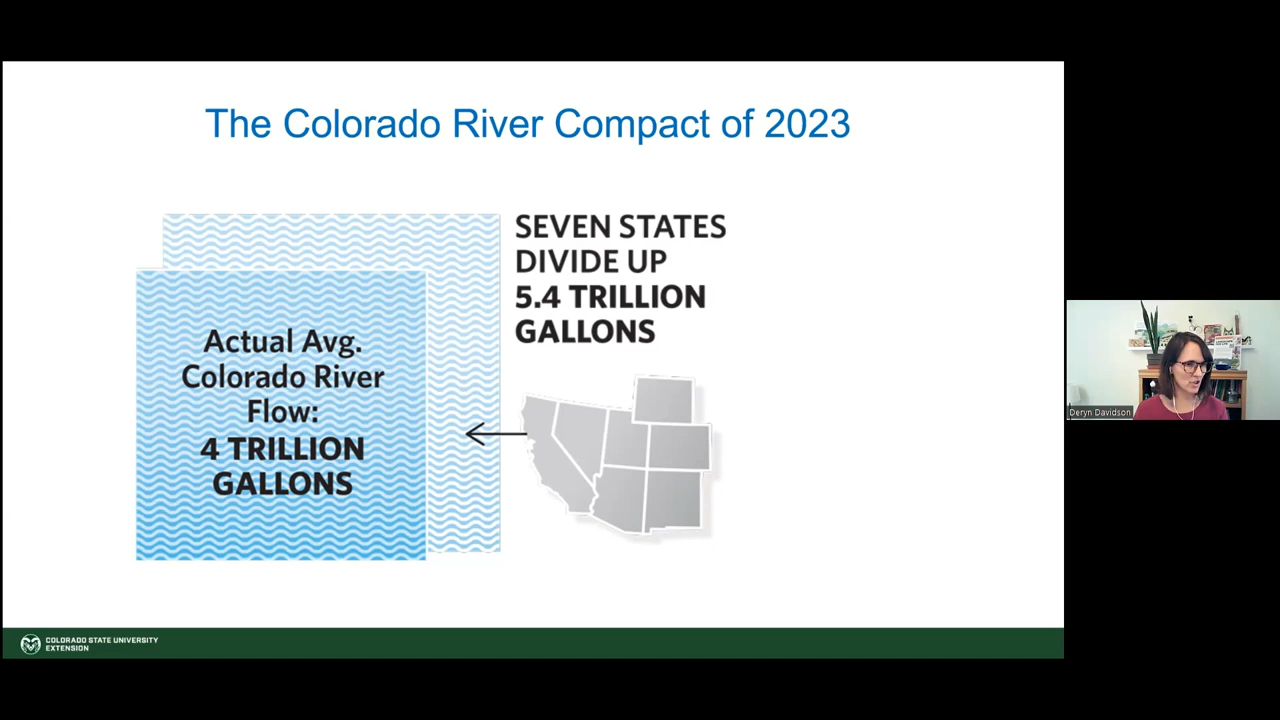 The Colorado River Compact of 2023
SEVEN STATES
DIVIDE UP
5.4 TRILLION
GALLONS
Actual Avg.
Colorado River
Flow:
4 TRILLION
GALLONS
Deryn Davidson
COLORADO STATE UNIVERSITY
EXTENSION